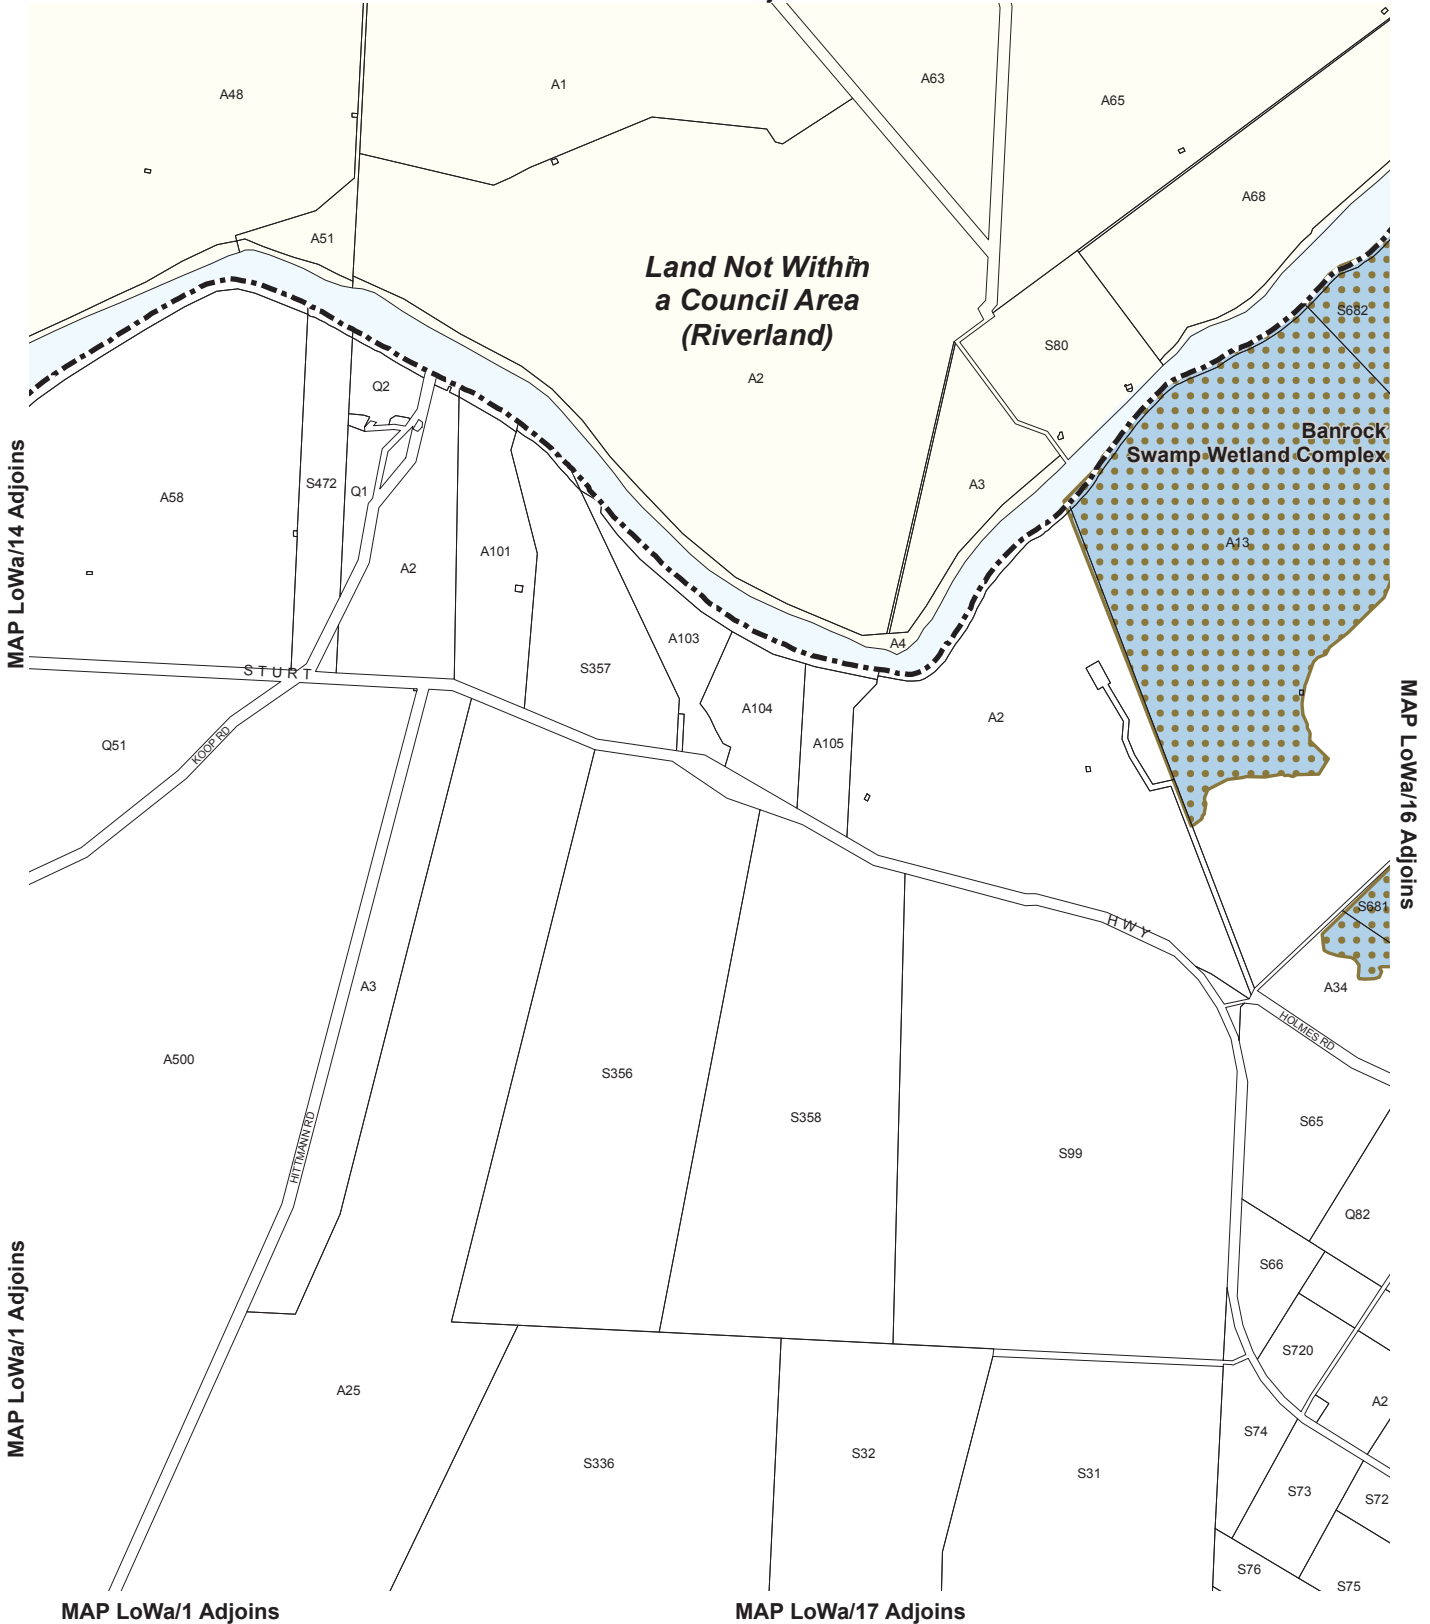 A48
A1
A63
A65
A68
A51
Land Not Within
a Council Area
(Riverland)
A2
S80
S682
Banrock
Swamp Wetland Complex
Q2
A58
S472
Q1
A3
A13
A101
A2
A103
A4
S357
A104
A105
A2
STURT
KOOP RD
Q51
MAP LoWa/14 Adjoins
MAP LoWa/16 Adjoins
S681
HWY
A34
HOLMES RD
A3
A500
S356
S358
S99
S65
HITTMANN RD
Q82
S66
S720
A25
A2
S74
S336
S32
S31
S73
S72
S76
S75
MAP LoWa/1 Adjoins
MAP LoWa/1 Adjoins
MAP LoWa/17 Adjoins